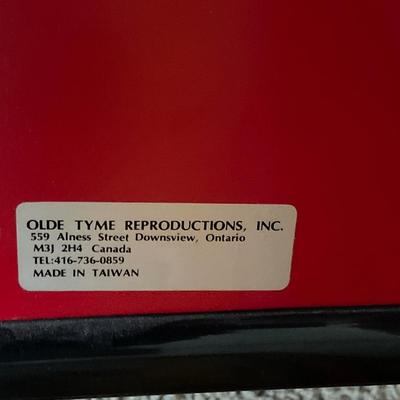 OLDE TYME REPRODUCTIONS, INC.
559 Alness Street Downsview, Ontario
M3J 2H4 Canada
TEL:416-736-0859
MADE IN TAIWAN